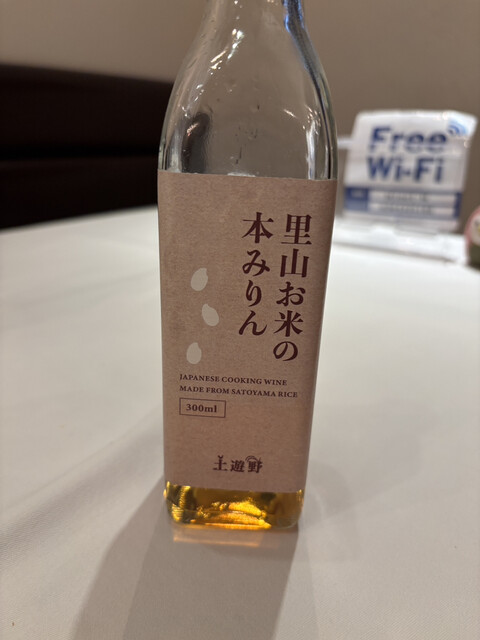 里山お米の
本みりん
JAPANESE COOKING WINE
MADE FROM SATOYAMA RICE
300ml
土遊野
Free
Wi-Fi